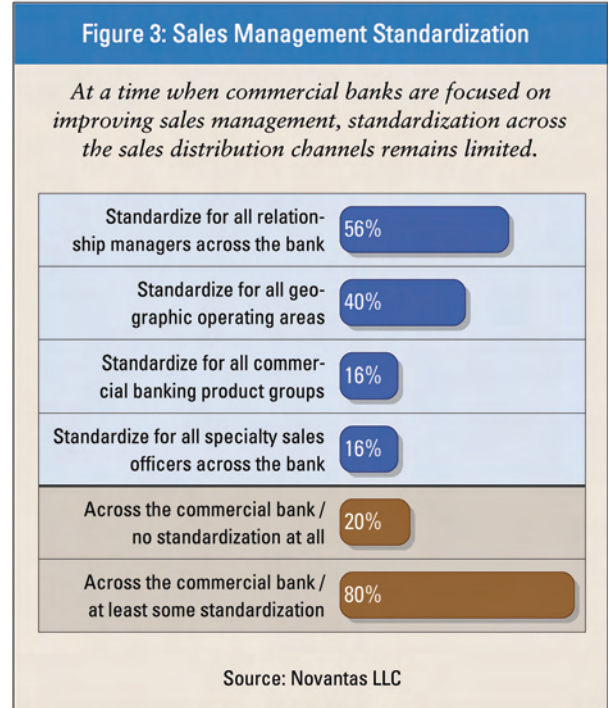 Figure 3: Sales Management Standardization
At a time when commercial banks are focused on
improving sales management, standardization across
the sales distribution channels remains limited.
Standardize for all relation-
ship managers across the bank
56%
Standardize for all geo-
graphic operating areas
40%
Standardize for all commer-
cial banking product groups
16%
Standardize for all specialty sales
officers across the bank
16%
Across the commercial bank /
no standardization at all
20%
Across the commercial bank /
at least some standardization
80%
Source: Novantas LLC